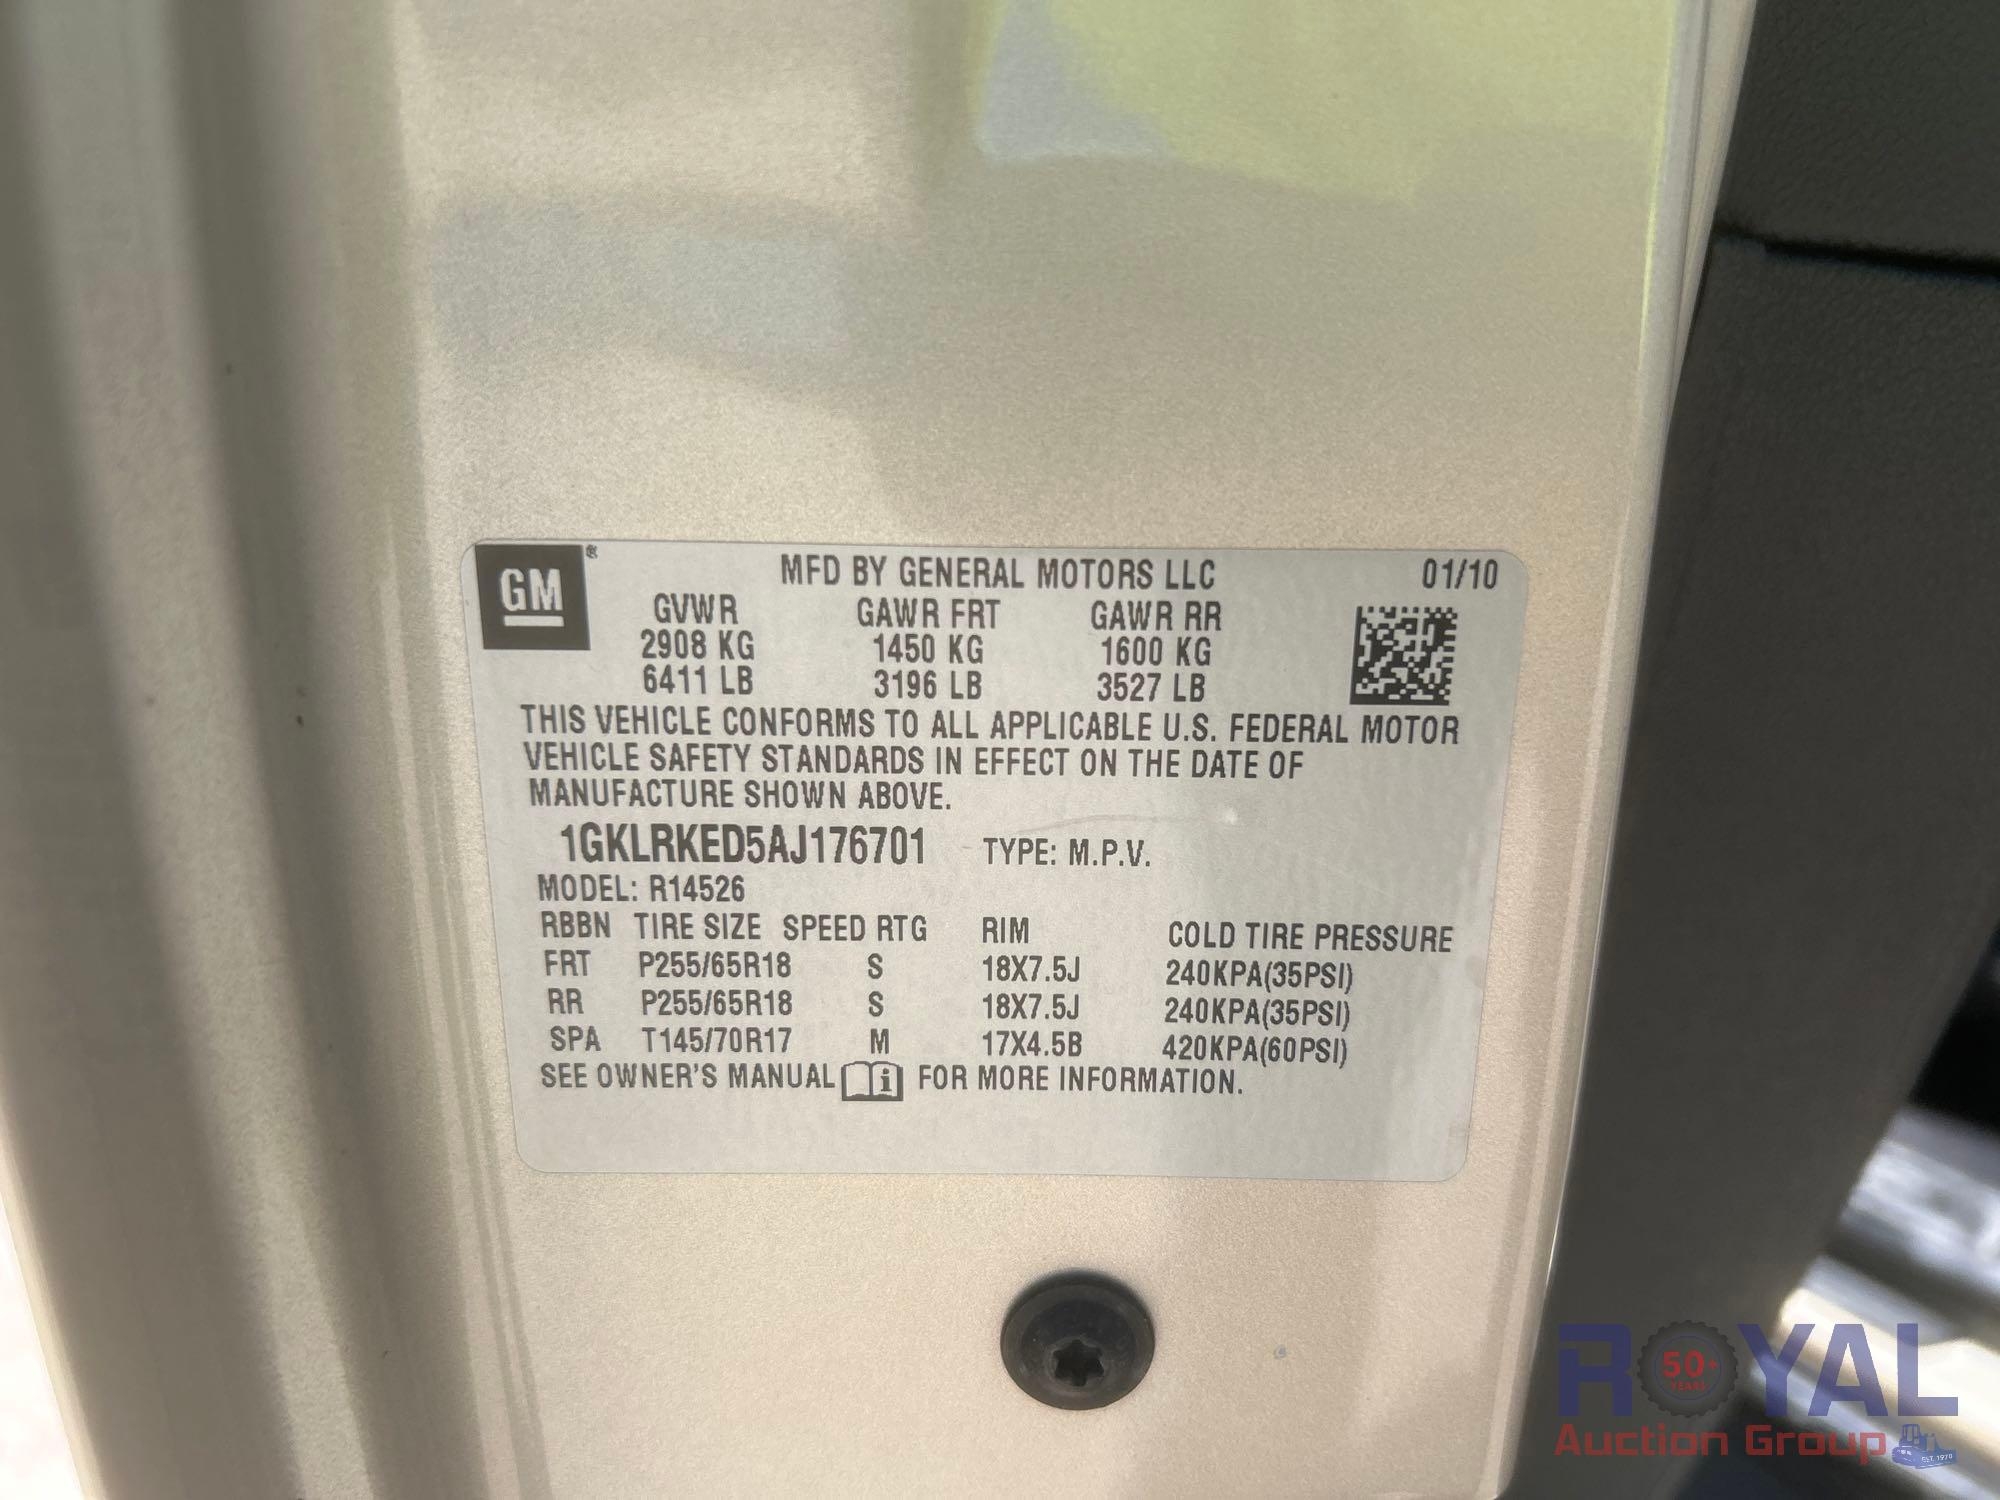 GM ®
MFD BY GENERAL MOTORS LLC 01/10
GVWR GAWR FRT GAWR RR
2908 KG 1450 KG 1600 KG
6411 LB 3196 LB 3527 LB
THIS VEHICLE CONFORMS TO ALL APPLICABLE U.S. FEDERAL MOTOR
VEHICLE SAFETY STANDARDS IN EFFECT ON THE DATE OF
MANUFACTURE SHOWN ABOVE.
1GKLRKED5AJ176701 TYPE: M.P.V.
MODEL: R14526
RBBN TIRE SIZE SPEED RTG RIM COLD TIRE PRESSURE
FRT P255/65R18 S 18X7.5J 240KPA(35PSI)
RR P255/65R18 S 18X7.5J 240KPA(35PSI)
SPA T145/70R17 M 17X4.5B 420KPA(60PSI)
SEE OWNER'S MANUAL i FOR MORE INFORMATION.
ROYAL
50+
YEARS
Auction Group
EST. 1970